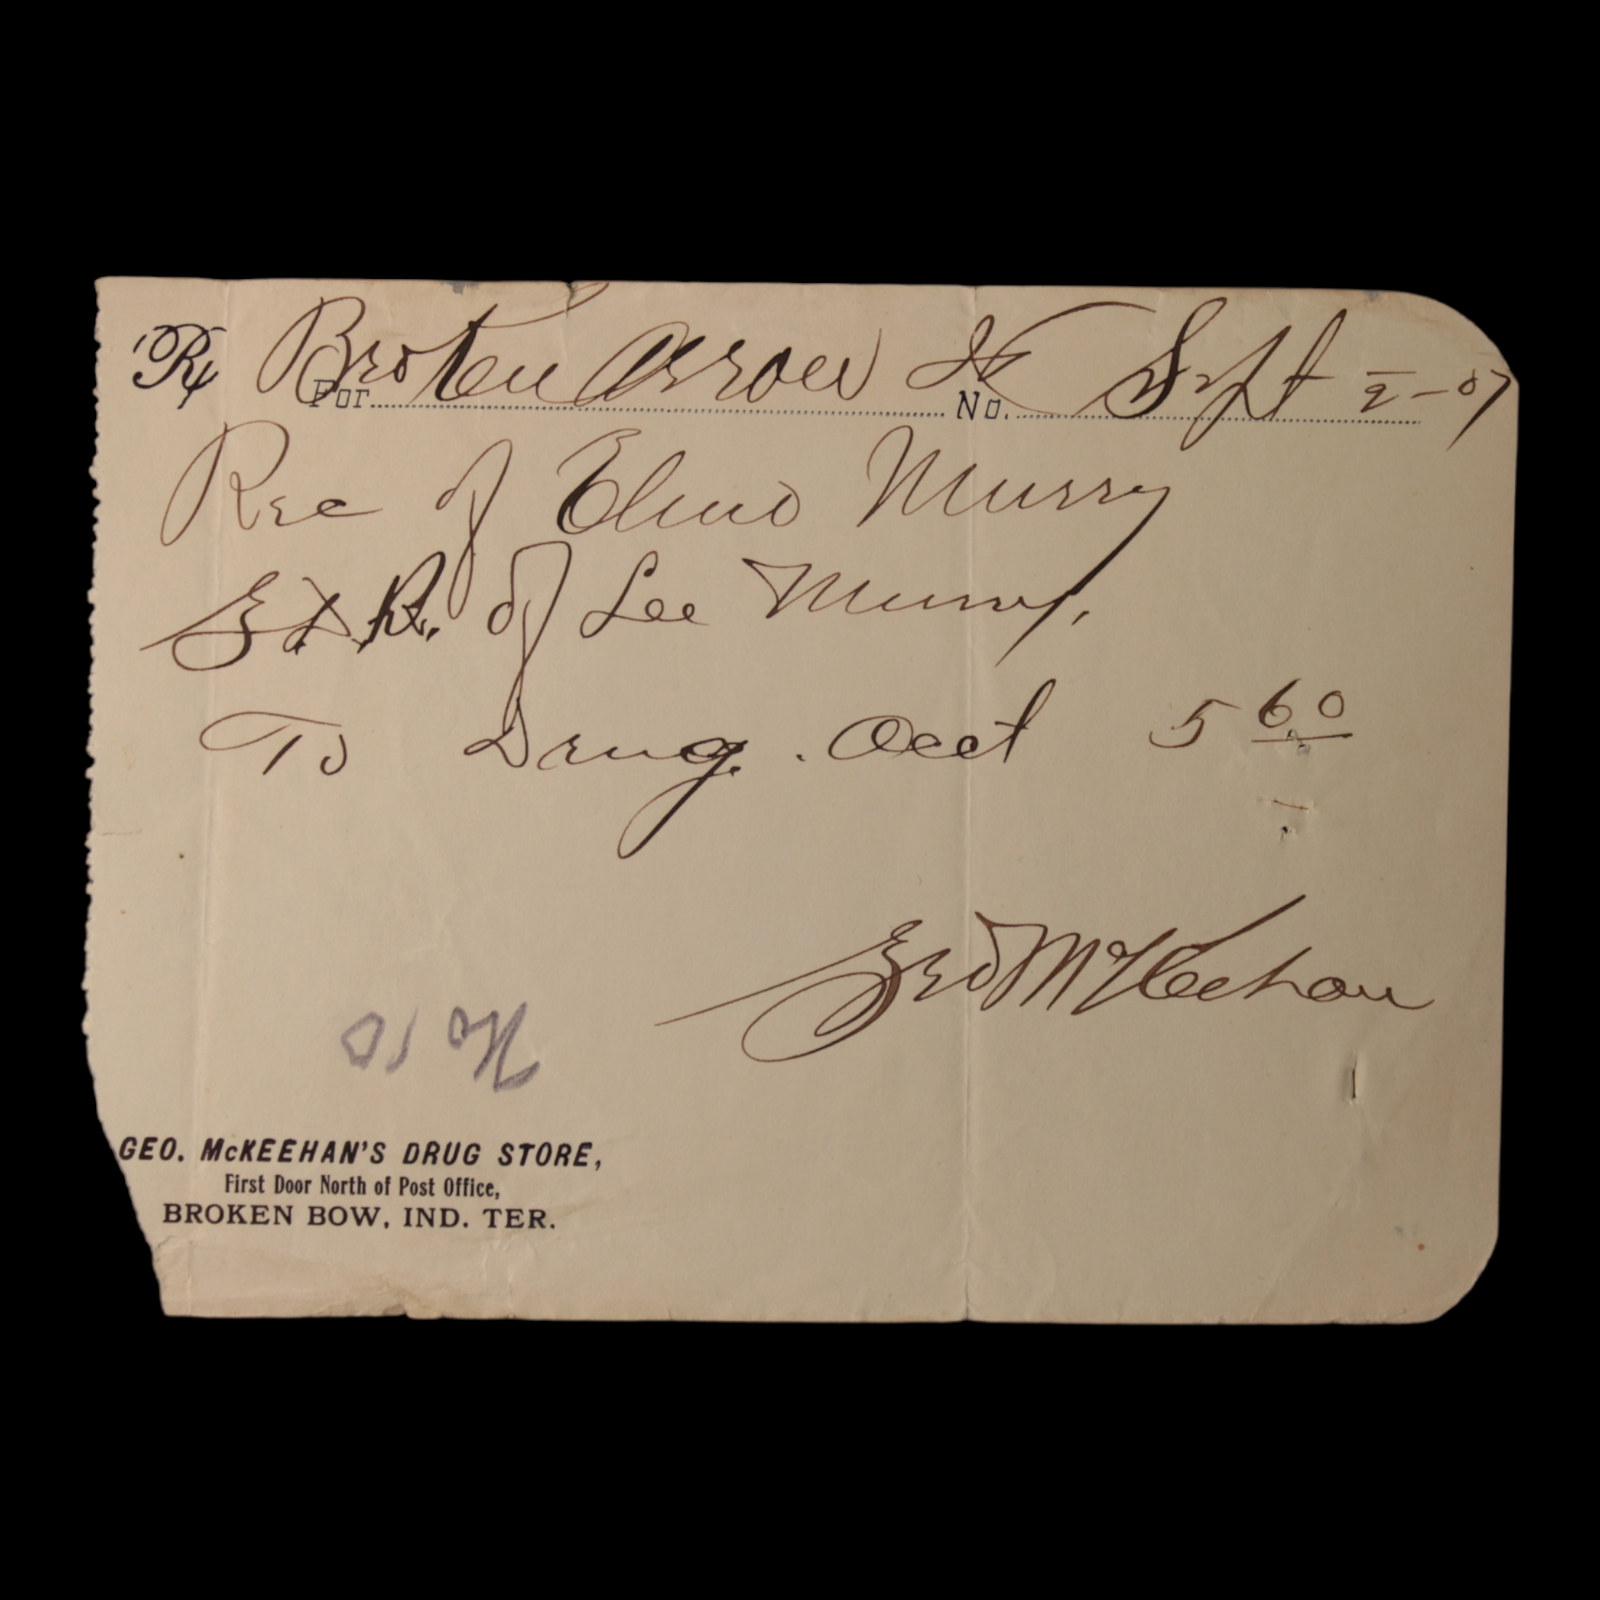 Rx For Broken Arrow It No. Sept 2-07
Rec of Elmo Murry
ExR. of Lee Murry.
To Drug. Acct 5 60
Geo McKeehan
No 10
GEO. McKEEHAN'S DRUG STORE,
First Door North of Post Office,
BROKEN BOW, IND. TER.